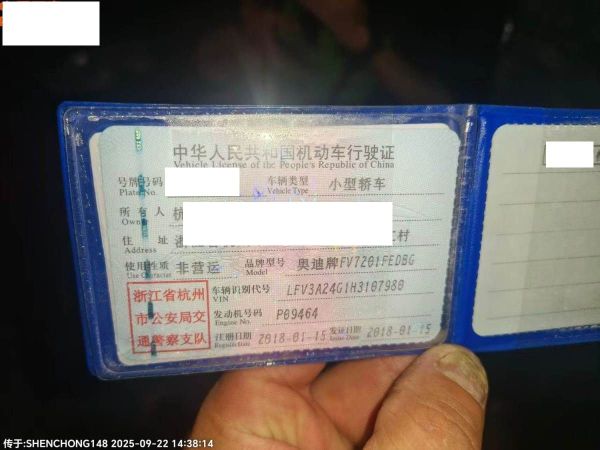 中华人民共和国机动车行驶证
Vehicle License of the People's Republic of China
号牌号码
Plate No.
车辆类型 小型轿车
Vehicle Type
所有人 杭
Owner
住 址 浙江 村
Address
使用性质 非营运
Use Character
品牌型号 奥迪牌FV7201FEDBG
Model
浙江省杭州
市公安局交
通警察支队
车辆识别代号 LFV3A24G1H3107980
VIN
发动机号码 P09464
Engine No.
注册日期 2018-01-15
Register Date
发证日期 2018-01-15
Issue Date
传于:SHENCHONG148 2025-09-22 14:38:14